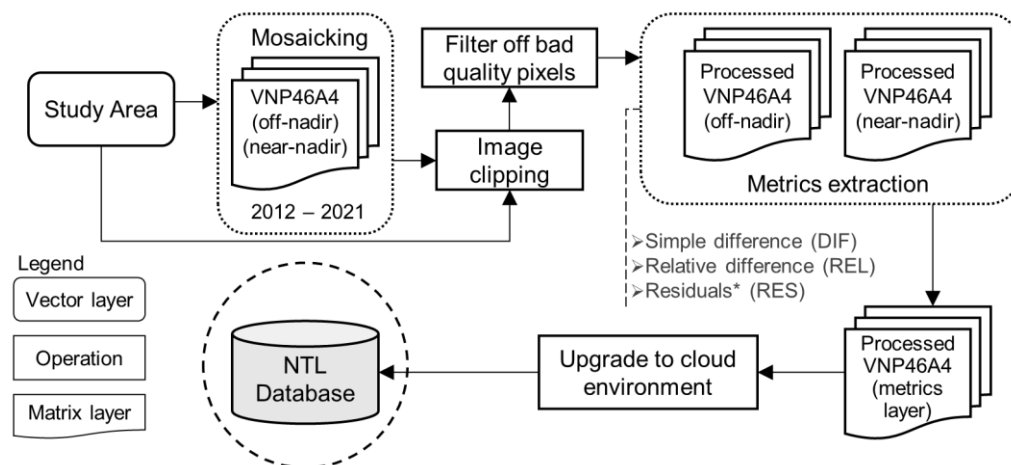 Study Area
Mosaicking
VNP46A4
(off-nadir)
(near-nadir)
2012 – 2021
Filter off bad
quality pixels
Image
clipping
Processed
VNP46A4
(off-nadir)
Processed
VNP46A4
(near-nadir)
Metrics extraction
➢Simple difference (DIF)
➢Relative difference (REL)
➢Residuals* (RES)
Processed
VNP46A4
(metrics
layer)
Upgrade to cloud
environment
NTL
Database
Legend
Vector layer
Operation
Matrix layer